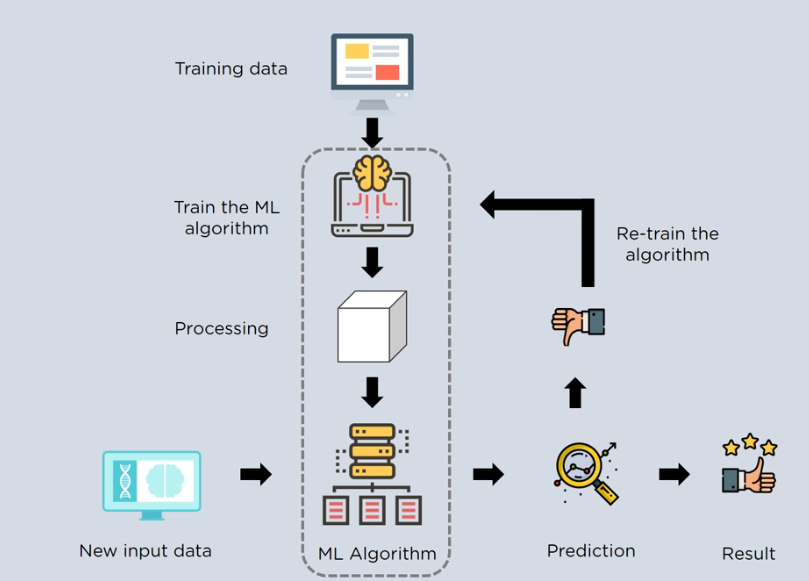 Training data
Train the ML
algorithm
Re-train the
algorithm
Processing
New input data
ML Algorithm
Prediction
Result